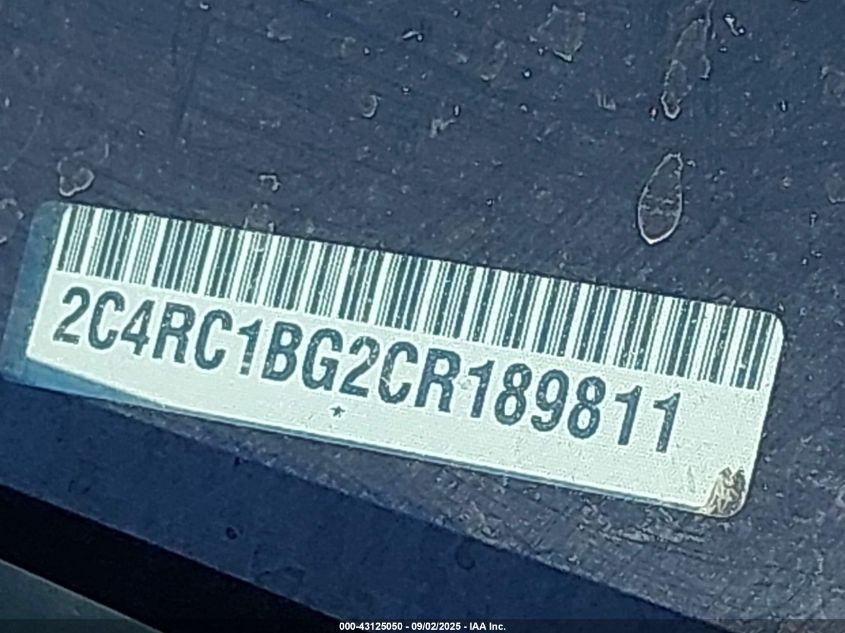 2C4RC1BG2CR189811
*
000-43125050 - 09/02/2025 - IAA Inc.